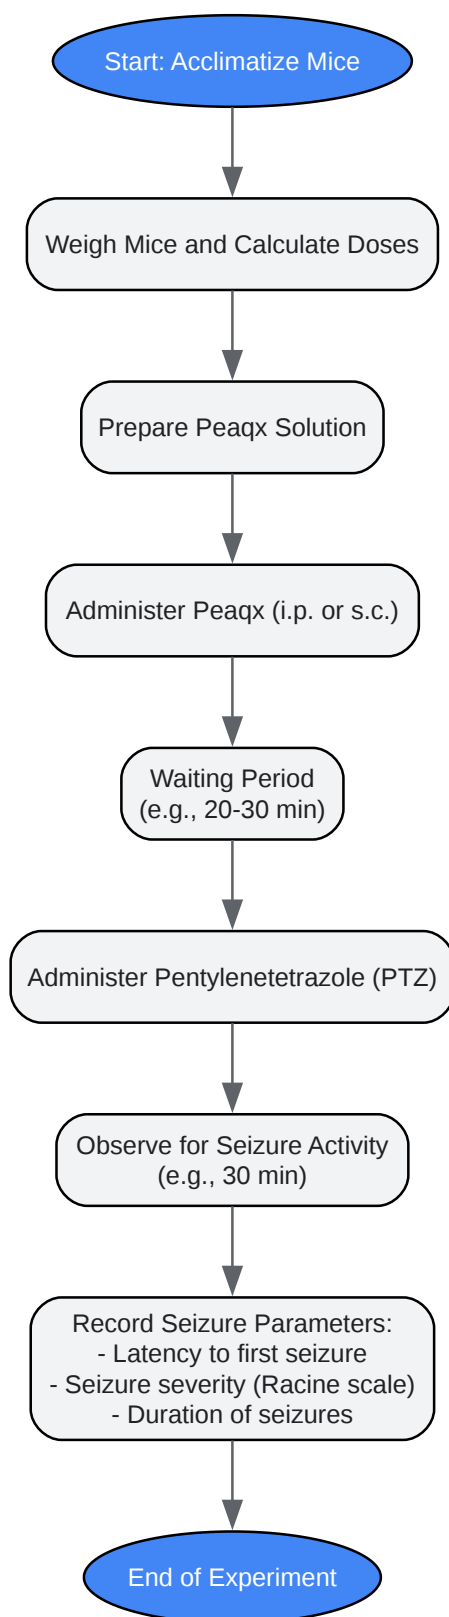 Start: Acclimatize Mice
Weigh Mice and Calculate Doses
Prepare Peaqx Solution
Administer Peaqx (i.p. or s.c.)
Waiting Period
(e.g., 20-30 min)
Administer Pentylenetetrazole (PTZ)
Observe for Seizure Activity
(e.g., 30 min)
Record Seizure Parameters:
- Latency to first seizure
- Seizure severity (Racine scale)
- Duration of seizures
End of Experiment